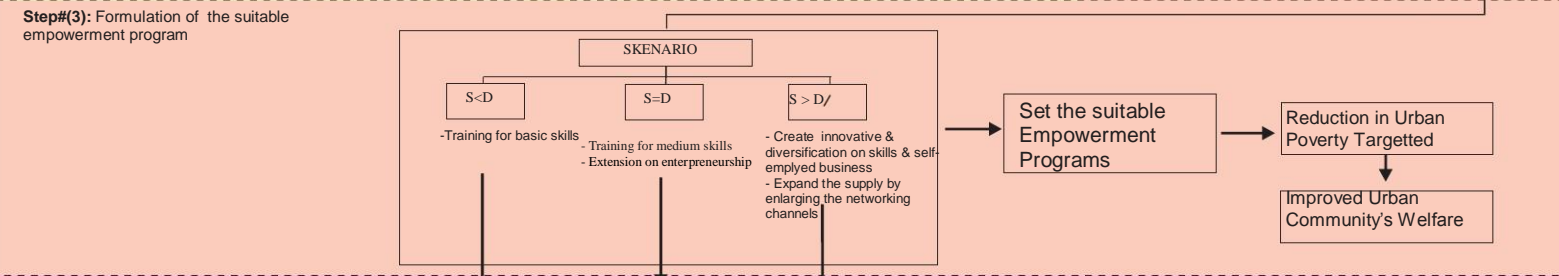 Step#(3): Formulation of the suitable
empowerment program
SKENARIO
S<D
S=D
S > D/
-Training for basic skills
- Training for medium skills
- Extension on enterpreneurship
- Create innovative &
diversification on skills & self-
emplyed business
- Expand the supply by
enlarging the networking
channels
Set the suitable
Empowerment
Programs
Reduction in Urban
Poverty Targetted
Improved Urban
Community's Welfare